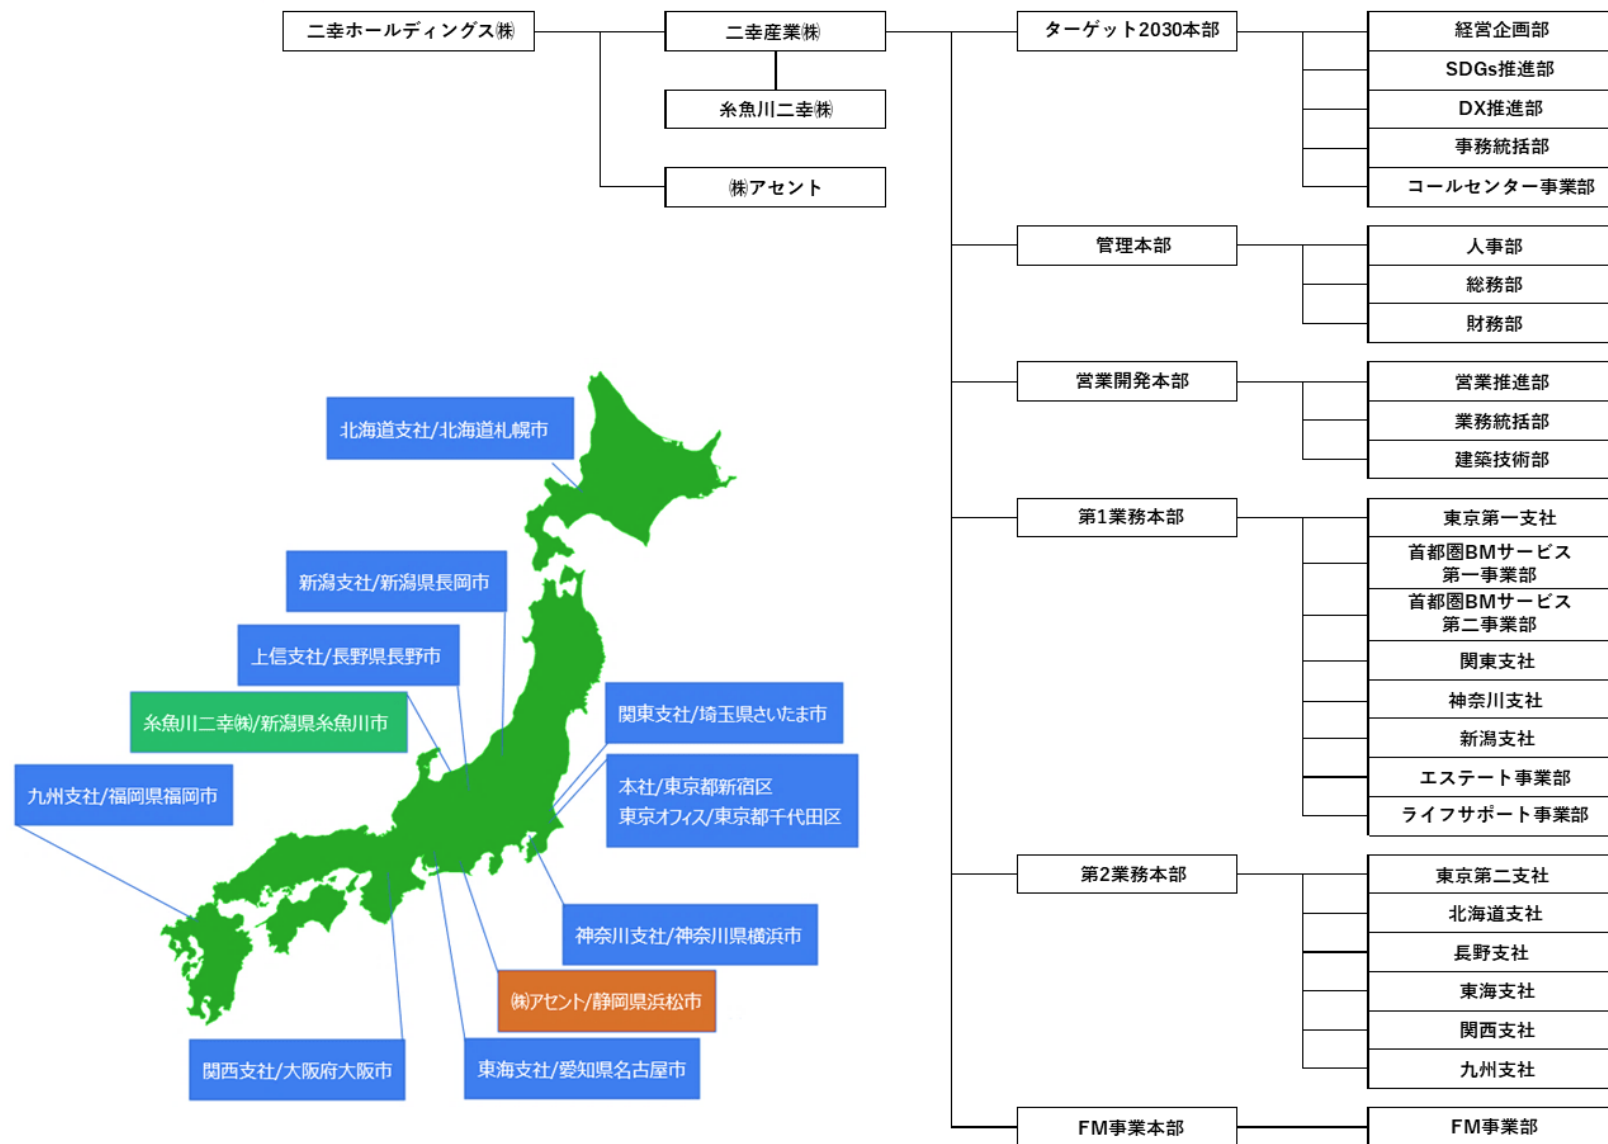 二幸ホールディングス㈱
二幸産業㈱
糸魚川二幸㈱
㈱アセント
ターゲット2030本部
経営企画部
SDGs推進部
DX推進部
事務統括部
コールセンター事業部
管理本部
人事部
総務部
財務部
営業開発本部
営業推進部
業務統括部
建築技術部
第1業務本部
東京第一支社
首都圏BMサービス
第一事業部
首都圏BMサービス
第二事業部
関東支社
神奈川支社
新潟支社
エステート事業部
ライフサポート事業部
第2業務本部
東京第二支社
北海道支社
長野支社
東海支社
関西支社
九州支社
FM事業本部
FM事業部
北海道支社/北海道札幌市
新潟支社/新潟県長岡市
上信支社/長野県長野市
糸魚川二幸㈱/新潟県糸魚川市
九州支社/福岡県福岡市
関東支社/埼玉県さいたま市
本社/東京都新宿区
東京オフィス/東京都千代田区
神奈川支社/神奈川県横浜市
㈱アセント/静岡県浜松市
関西支社/大阪府大阪市
東海支社/愛知県名古屋市